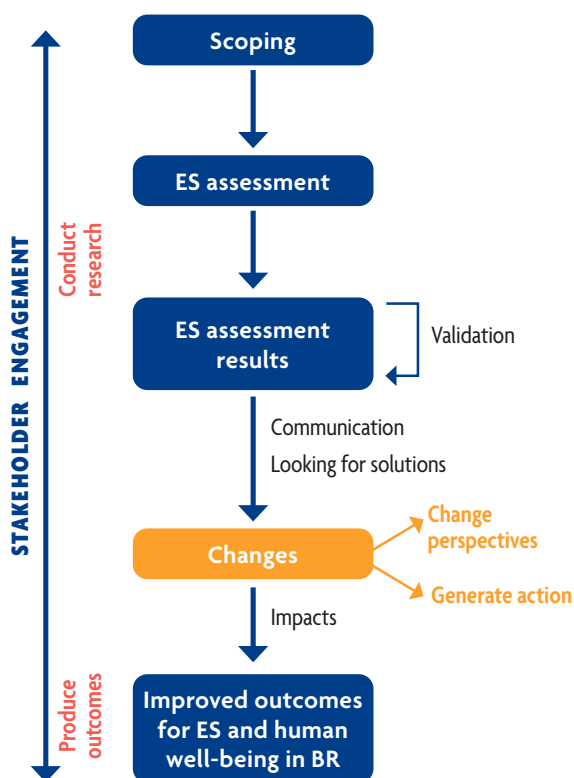 Scoping
ES assessment
STAKEHOLDER ENGAGEMENT
Conduct
research
ES assessment
results
Validation
Communication
Looking for solutions
Changes
Change
perspectives
Generate action
Impacts
Produce
outcomes
Improved outcomes
for ES and human
well-being in BR